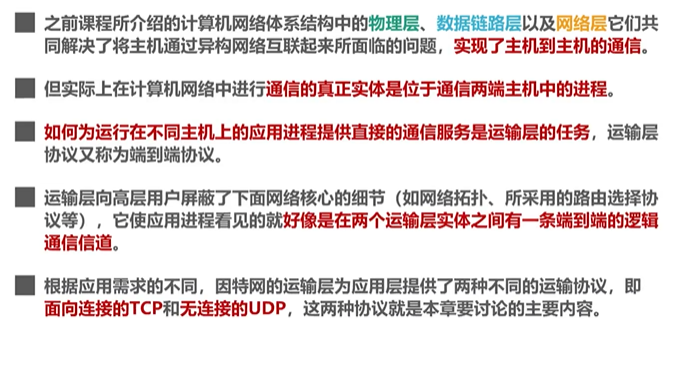 之前课程所介绍的计算机网络体系结构中的物理层、数据链路层以及网络层它们共
同解决了将主机通过异构网络互联起来所面临的问题，实现了主机到主机的通信。
但实际上在计算机网络中进行通信的真正实体是位于通信两端主机中的进程。
如何为运行在不同主机上的应用进程提供直接的通信服务是运输层的任务，运输层
协议又称为端到端协议。
运输层向高层用户屏蔽了下面网络核心的细节（如网络拓扑、所采用的路由选择协
议等），它使应用进程看见的就好像是在两个运输层实体之间有一条端到端的逻辑
通信信道。
根据应用需求的不同，因特网的运输层为应用层提供了两种不同的运输协议，即
面向连接的TCP和无连接的UDP，这两种协议就是本章要讨论的主要内容。